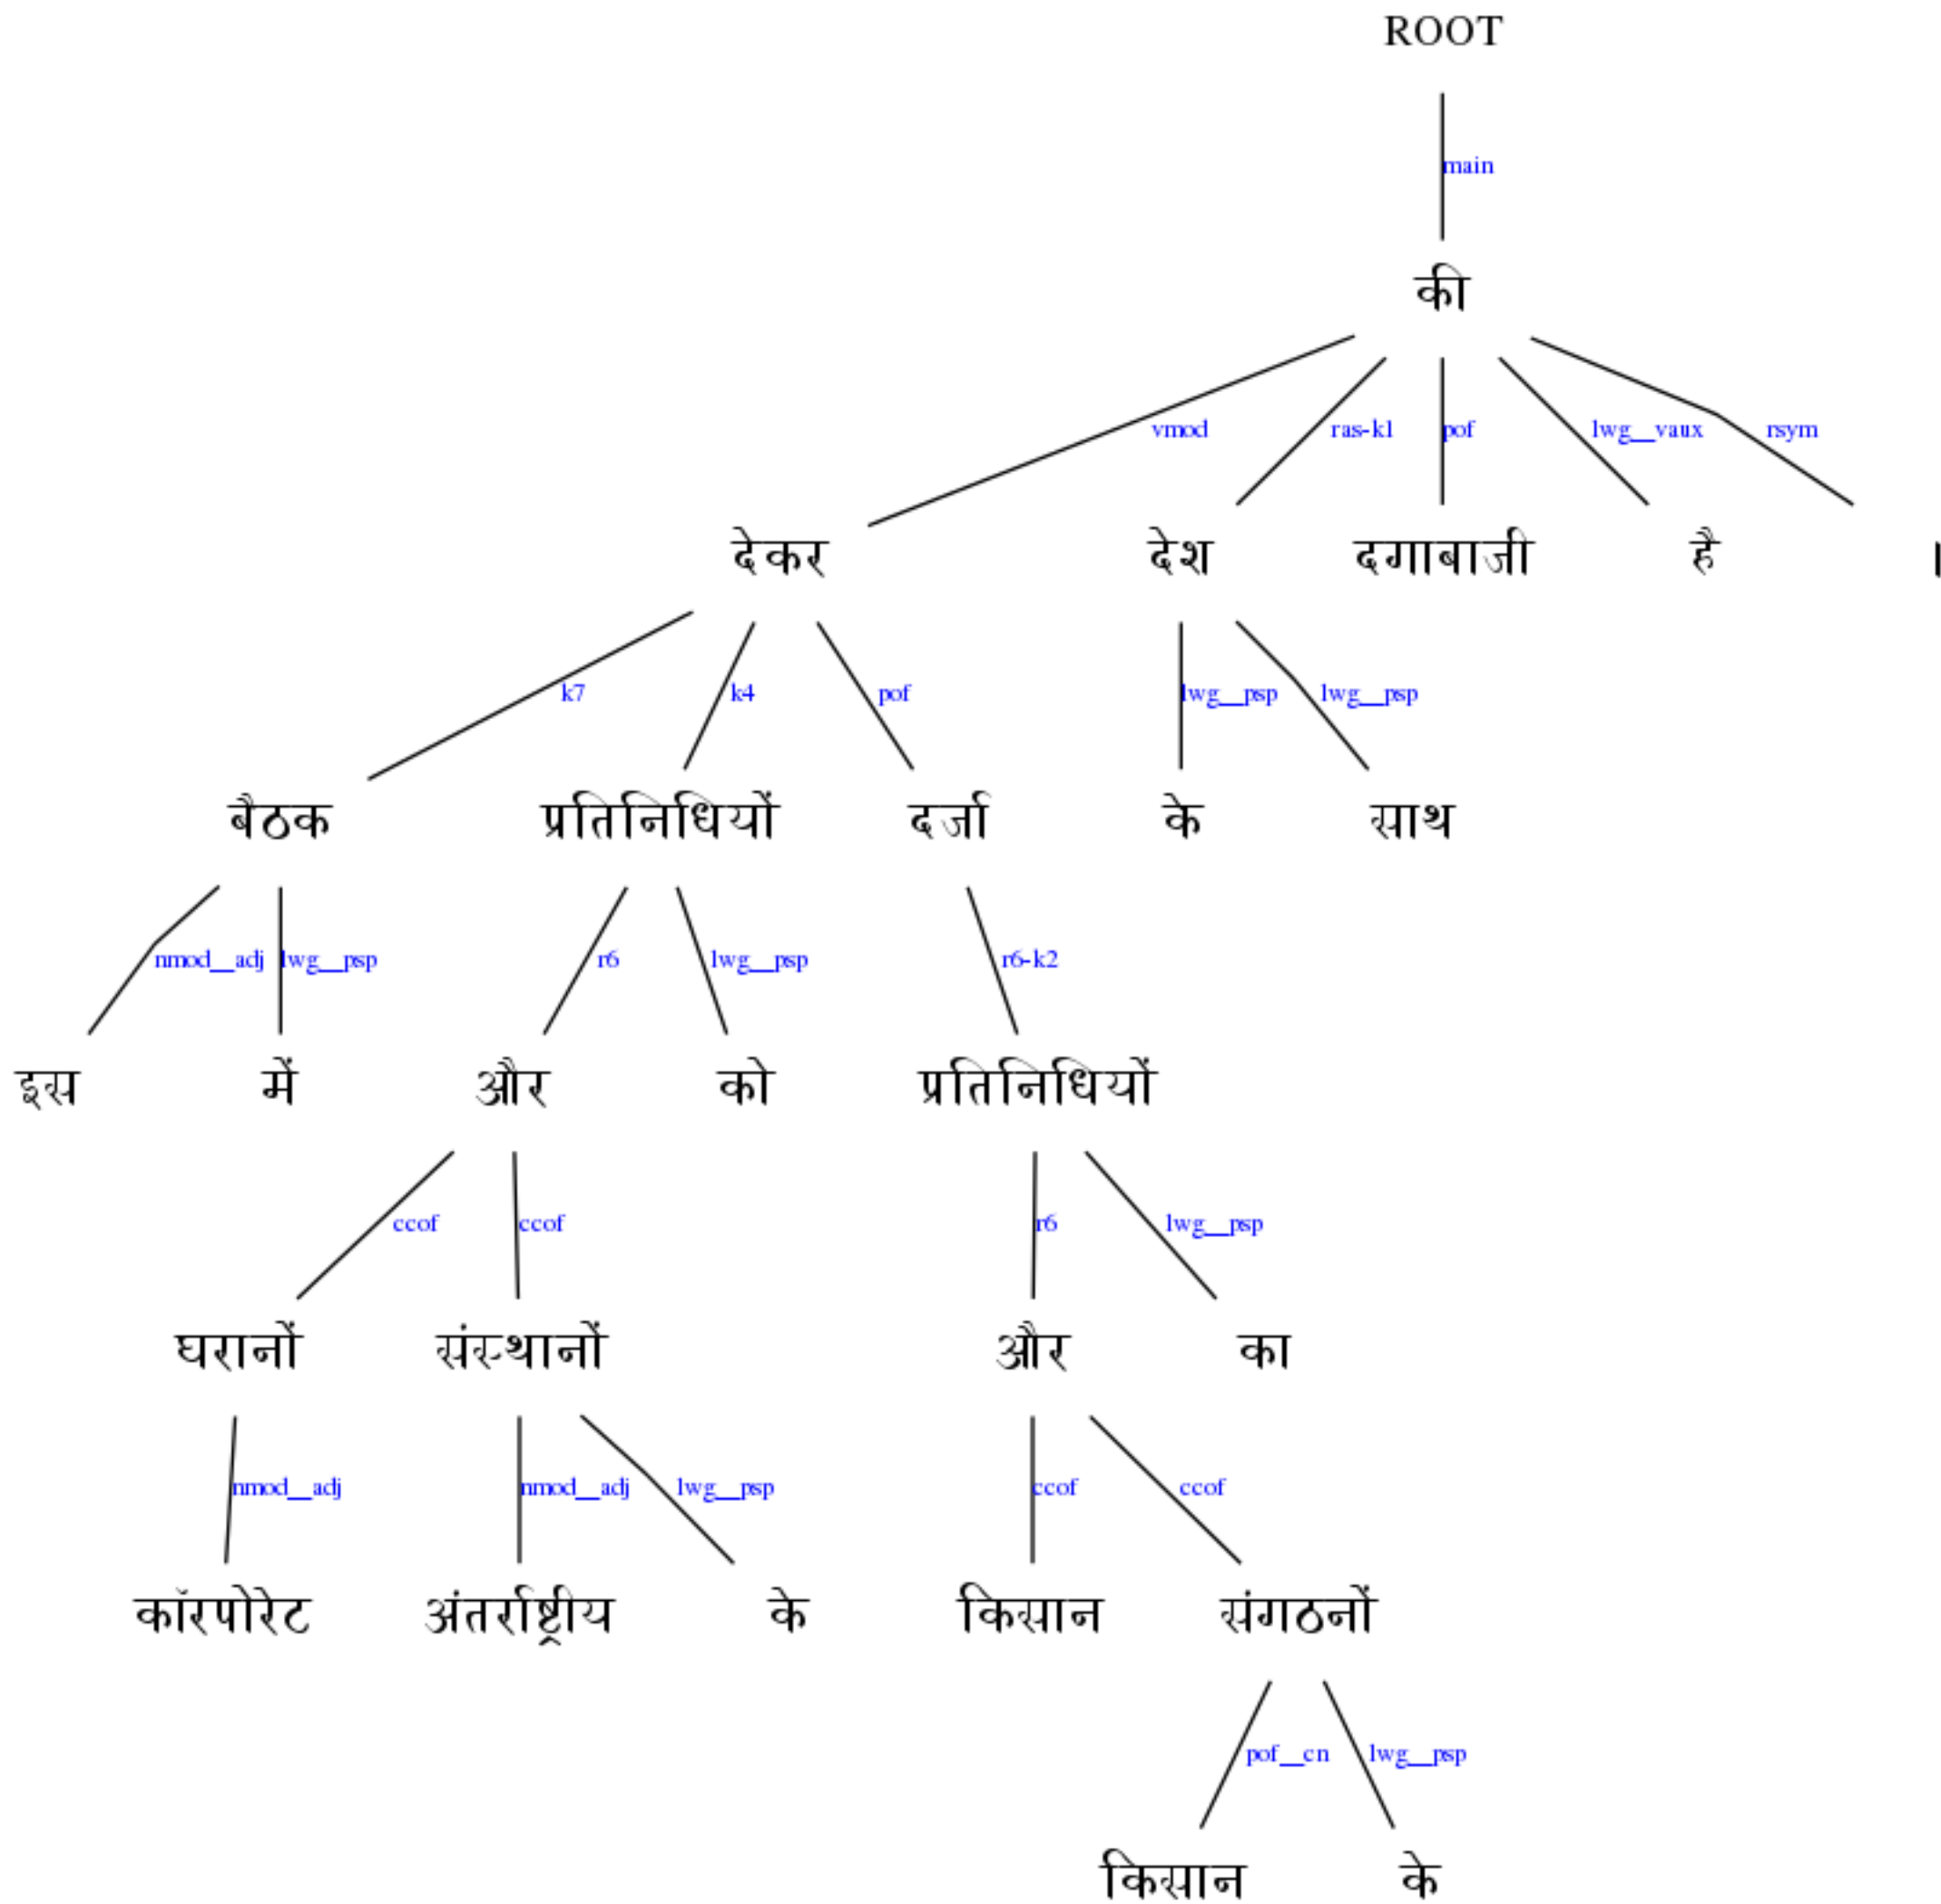 ROOT
main
की
vmod ras-k1 pof lwg__vaux rsym
देकर देश दगाबाजी है ।
k7 k4 pof lwg__psp lwg__psp
बैठक प्रतिनिधियों दर्जा के साथ
nmod__adj lwg__psp r6 lwg__psp r6-k2
इस में और को प्रतिनिधियों
ccof ccof r6 lwg__psp
घरानों संस्थानों और का
nmod__adj nmod__adj lwg__psp ccof ccof
कॉरपोरेट अंतर्राष्ट्रीय के किसान संगठनों
pof__cn lwg__psp
किसान के